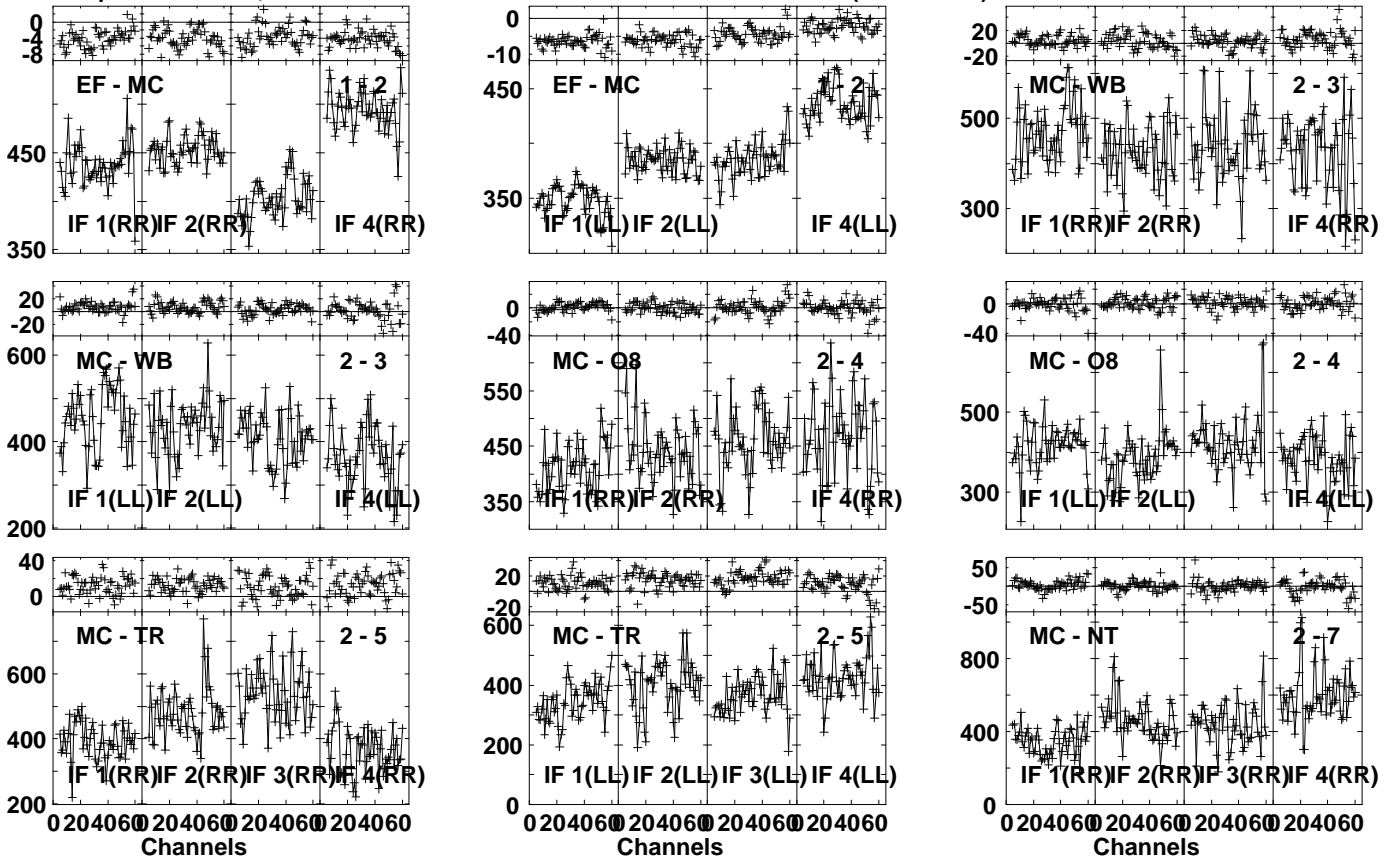 0
-4
-8
EF - MC 1 - 2
450
350
IF 1(RR) IF 2(RR) IF 4(RR)
0
-10
EF - MC 1 - 2
450
350
IF 1(LL) IF 2(LL) IF 4(LL)
20
-20
MC - WB 2 - 3
500
300
IF 1(RR) IF 2(RR) IF 4(RR)
20
-20
MC - WB 2 - 3
600
400
200
IF 1(LL) IF 2(LL) IF 4(LL)
0
-40
MC - O8 2 - 4
550
450
350
IF 1(RR) IF 2(RR) IF 4(RR)
0
-40
MC - O8 2 - 4
500
300
IF 1(LL) IF 2(LL) IF 4(LL)
40
0
MC - TR 2 - 5
600
400
200
IF 1(RR) IF 2(RR) IF 3(RR) IF 4(RR)
0 20 40 60 0 20 40 60 0 20 40 60 0 20 40 60
Channels
20
-20
MC - TR 2 - 5
600
400
200
0
IF 1(LL) IF 2(LL) IF 3(LL) IF 4(LL)
0 20 40 60 0 20 40 60 0 20 40 60 0 20 40 60
Channels
50
-50
MC - NT 2 - 7
800
400
0
IF 1(RR) IF 2(RR) IF 3(RR) IF 4(RR)
0 20 40 60 0 20 40 60 0 20 40 60 0 20 40 60
Channels